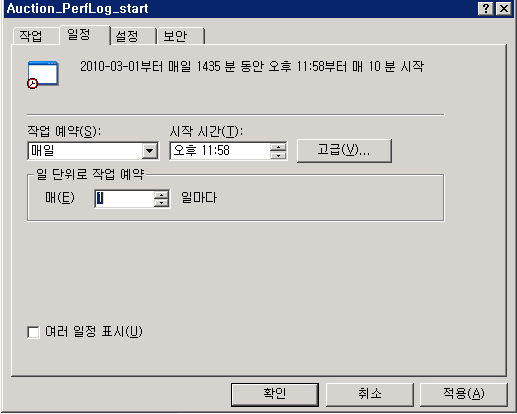 Auction_PerfLog_start
작업 일정 설정 보안
2010-03-01부터 매일 1435 분 동안 오후 11:58부터 매 10 분 시작
작업 예약(S): 시작 시간(T):
매일 오후 11:58 고급(V)...
일 단위로 작업 예약
매(E) 1 일마다
여러 일정 표시(U)
확인 취소 적용(A)